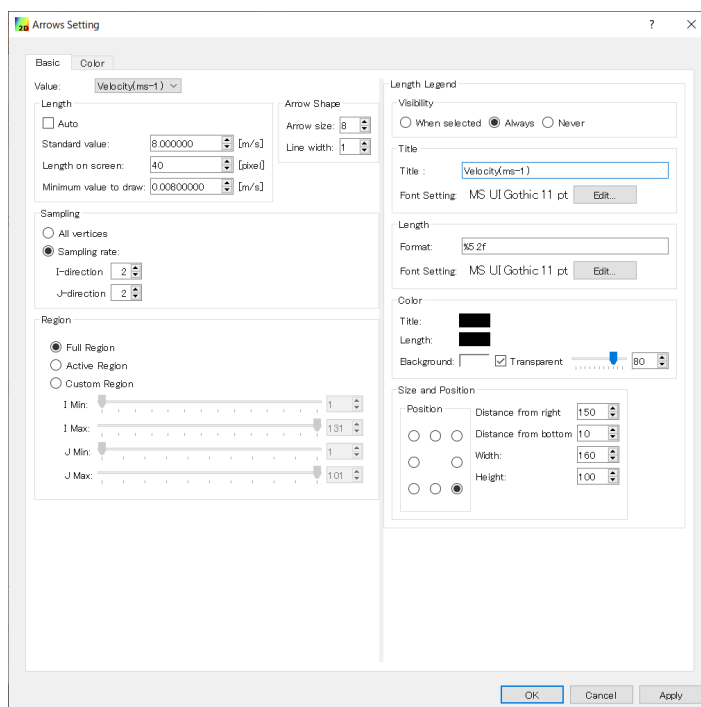 2D Arrows Setting ? ×
Basic Color
Value: Velocity(ms-1)
Length
Auto
Standard value: 8.000000 [m/s]
Length on screen: 40 [pixel]
Minimum value to draw: 0.00800000 [m/s]
Arrow Shape
Arrow size: 8
Line width: 1
Sampling
All vertices
Sampling rate:
I-direction 2
J-direction 2
Region
Full Region
Active Region
Custom Region
I Min: 1
I Max: 131
J Min: 1
J Max: 101
Length Legend
Visibility
When selected Always Never
Title
Title : Velocity(ms-1)
Font Setting: MS UI Gothic 11 pt Edit...
Length
Format: %5.2f
Font Setting: MS UI Gothic 11 pt Edit...
Color
Title:
Length:
Background: Transparent 80
Size and Position
Position
Distance from right 150
Distance from bottom 10
Width: 160
Height: 100
OK Cancel Apply